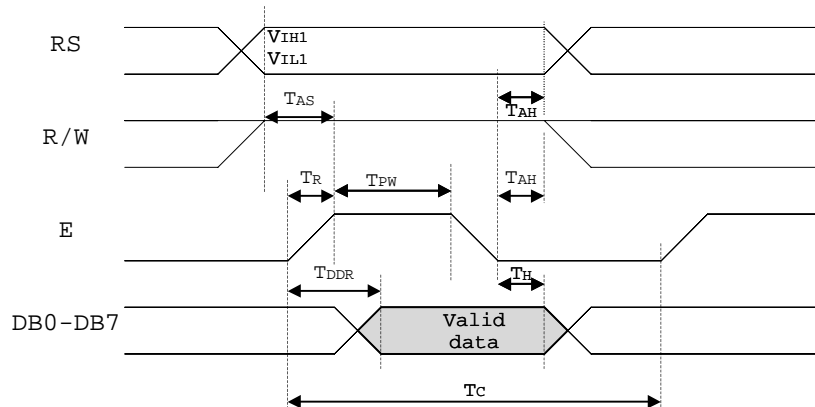 RS
VIH1
VIL1
TAS
TAH
R/W
TR
TPW
TAH
E
TDDR
TH
DB0-DB7
Valid
data
TC